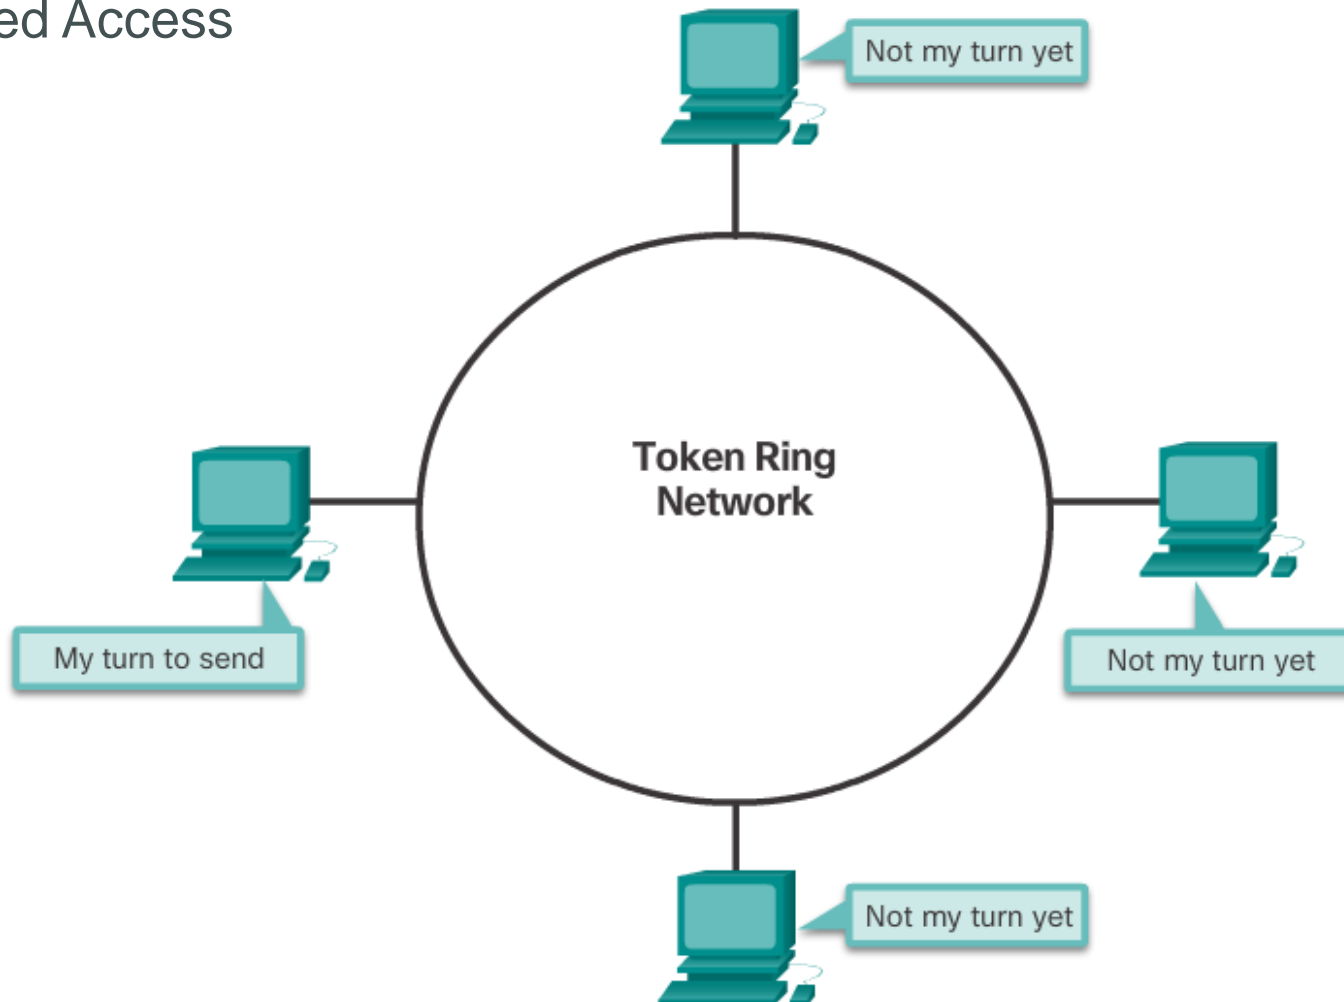 ed Access
Not my turn yet
Token Ring
Network
My turn to send
Not my turn yet
Not my turn yet